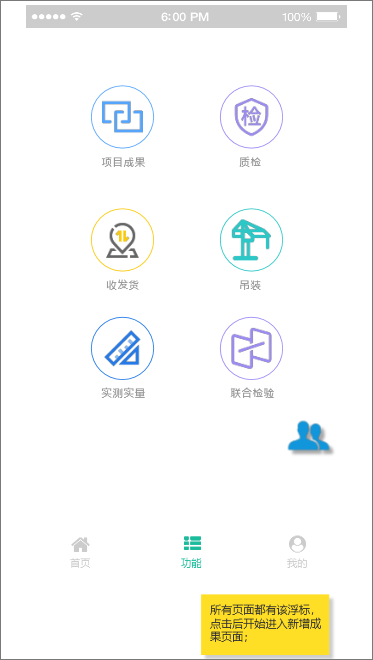 6:00 PM 100%
项目成果 质检
检
收发货 吊装
实测实量 联合检验
首页 功能 我的
所有页面都有该浮标，
点击后开始进入新增成
果页面；